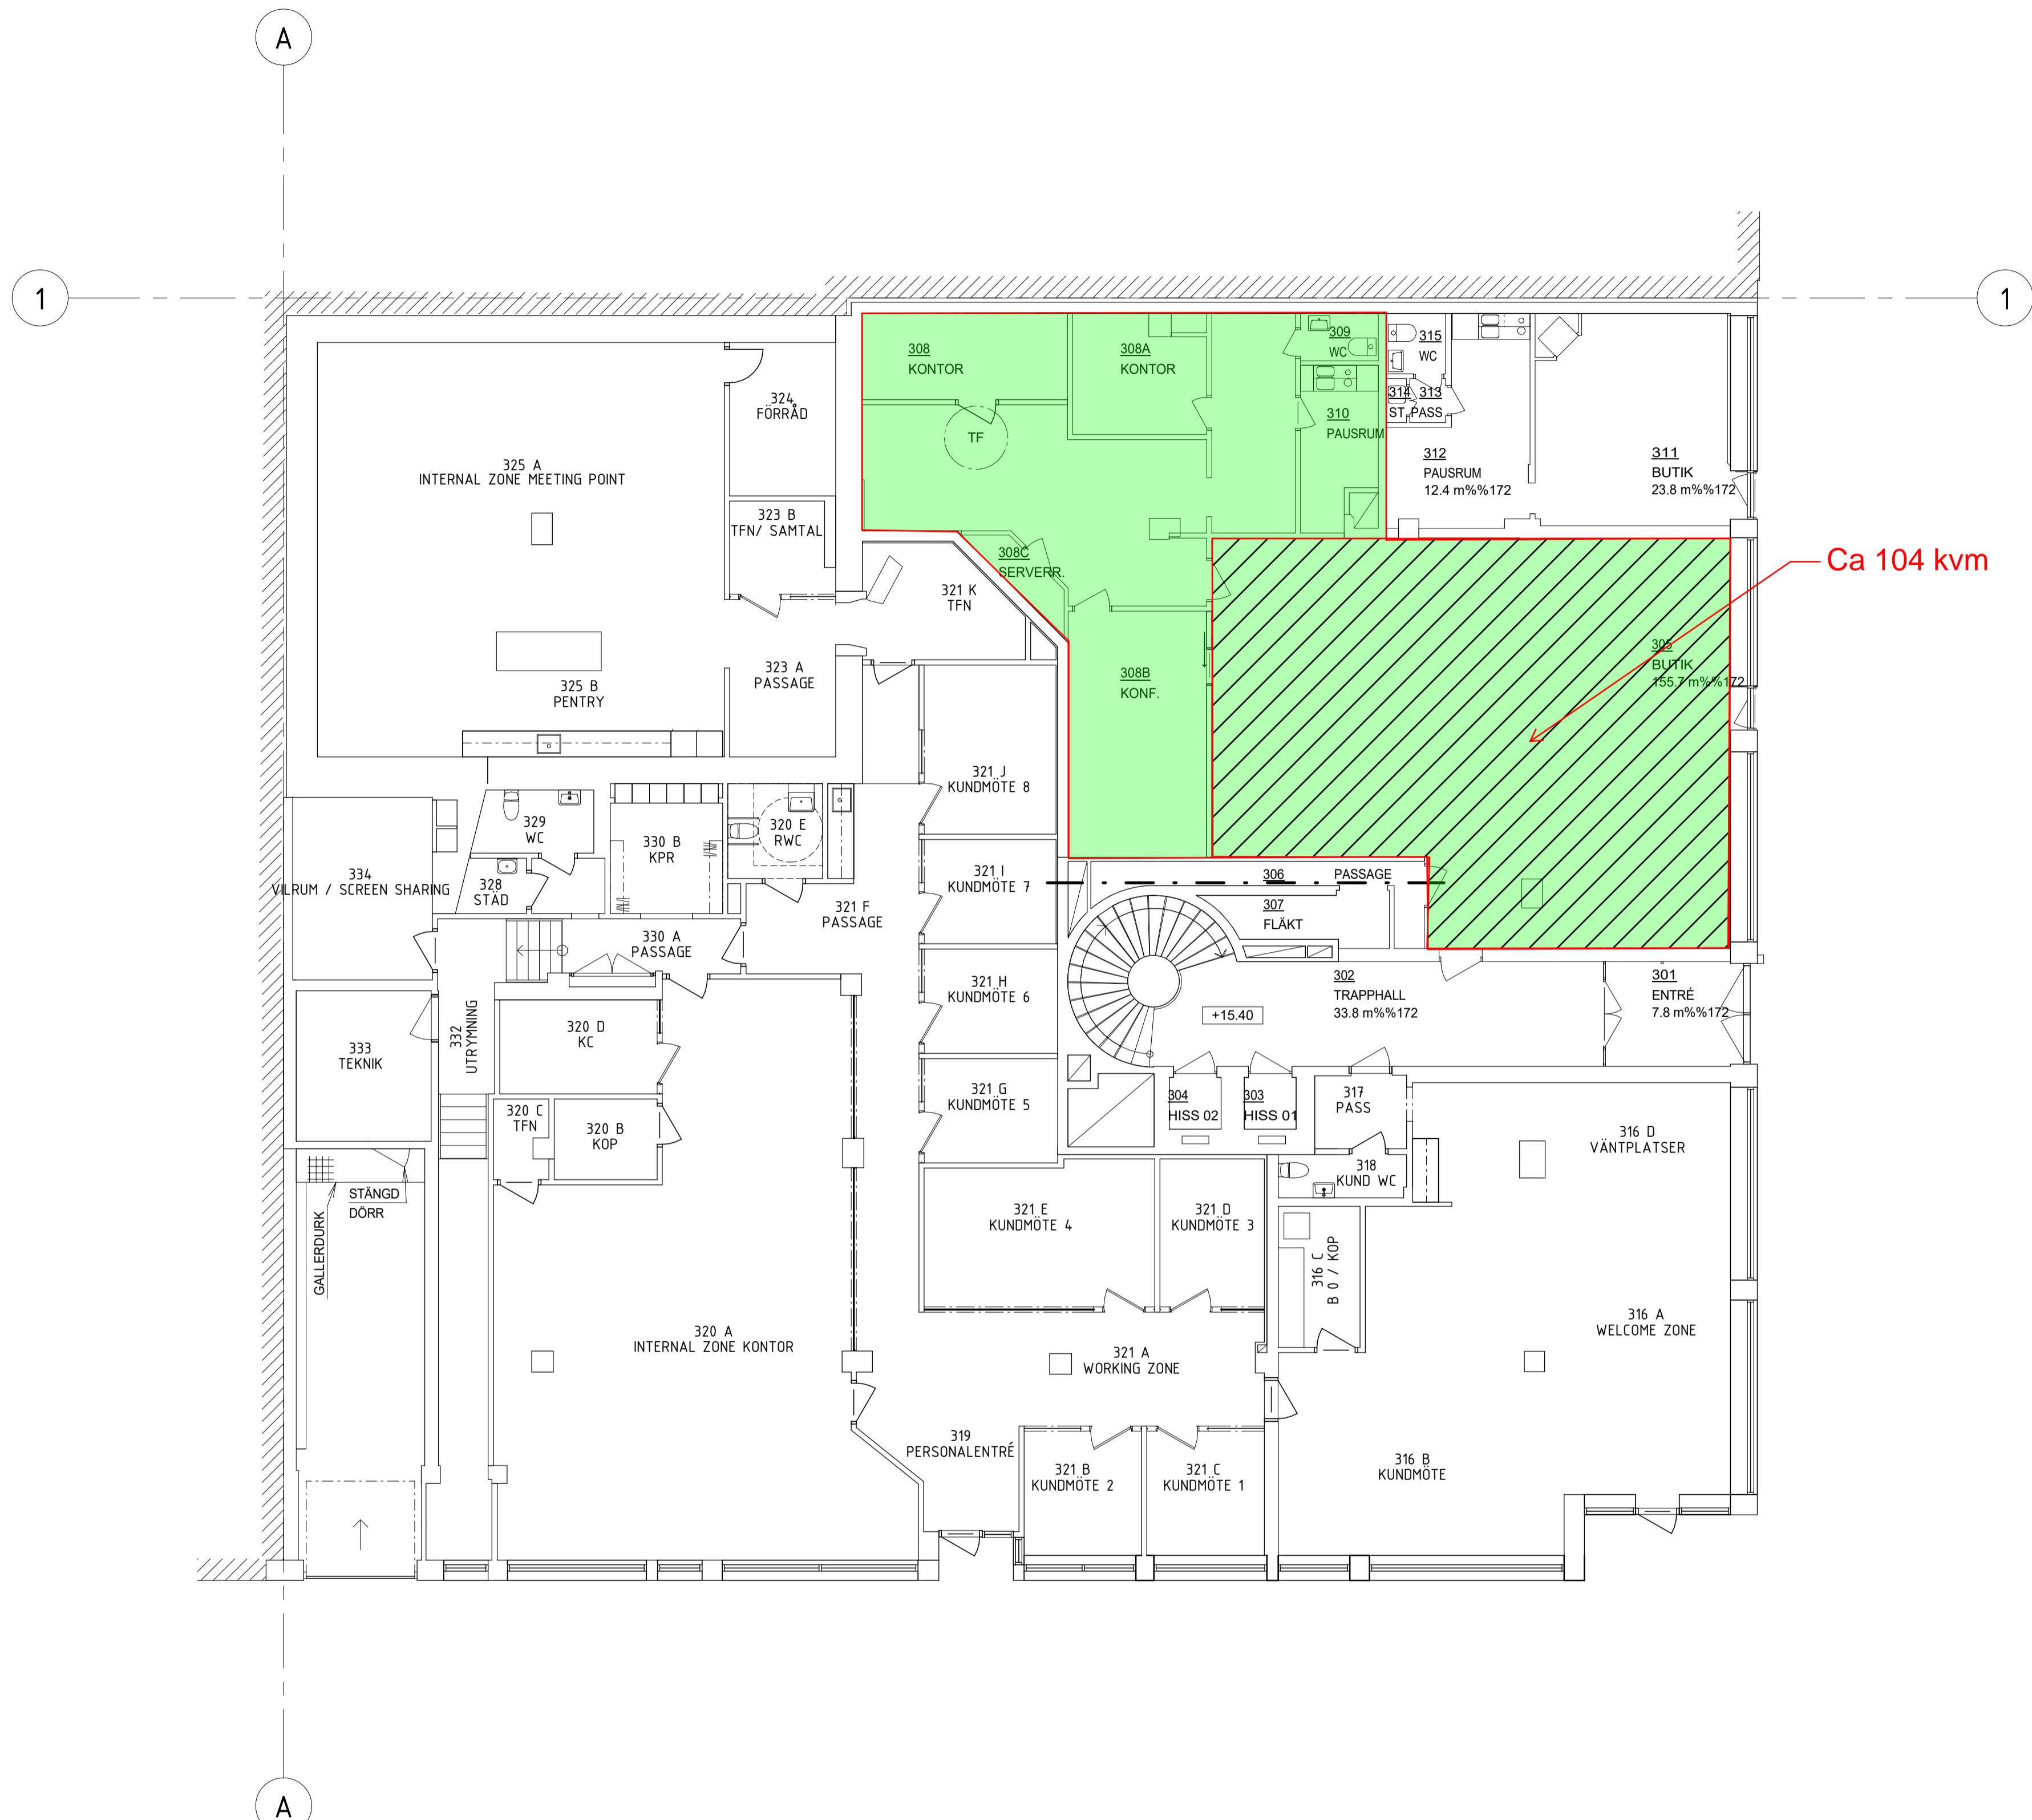 A
1
1
308
KONTOR
308A
KONTOR
309
WC
315
WC
314
ST.
313
PASS
310
PAUSRUM
312
PAUSRUM
12.4 m%%172
311
BUTIK
23.8 m%%172
TF
324
FÖRRÅD
325 A
INTERNAL ZONE MEETING POINT
323 B
TFN/ SAMTAL
308C
SERVERR.
321 K
TFN
Ca 104 kvm
305
BUTIK
155.7 m%%172
323 A
PASSAGE
308B
KONF.
325 B
PENTRY
321 J
KUNDMÖTE 8
329
WC
330 B
KPR
320 E
RWC
334
VILRUM / SCREEN SHARING
328
STÄD
321 I
KUNDMÖTE 7
306
PASSAGE
307
FLÄKT
321 F
PASSAGE
330 A
PASSAGE
321 H
KUNDMÖTE 6
302
TRAPPHALL
33.8 m%%172
301
ENTRÉ
7.8 m%%172
+15.40
332
UTRYMNING
320 D
KC
333
TEKNIK
321 G
KUNDMÖTE 5
304
HISS 02
303
HISS 01
317
PASS
320 C
TFN
320 B
KOP
316 D
VÄNTPLATSER
318
KUND WC
STÄNGD
DÖRR
GALLERDURK
321 E
KUNDMÖTE 4
321 D
KUNDMÖTE 3
316 C
B O / KOP
320 A
INTERNAL ZONE KONTOR
321 A
WORKING ZONE
316 A
WELCOME ZONE
319
PERSONALENTRÉ
321 B
KUNDMÖTE 2
321 C
KUNDMÖTE 1
316 B
KUNDMÖTE
A